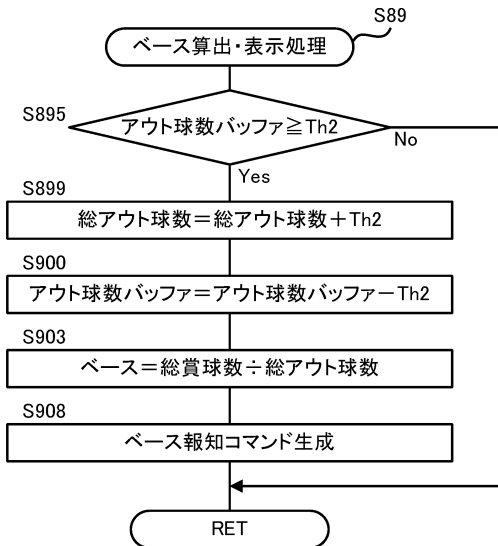 S89
ベース算出・表示処理
S895
アウト球数バッファ≧Th2
No
Yes
S899
総アウト球数＝総アウト球数＋Th2
S900
アウト球数バッファ＝アウト球数バッファーTh2
S903
ベース＝総賞球数÷総アウト球数
S908
ベース報知コマンド生成
RET